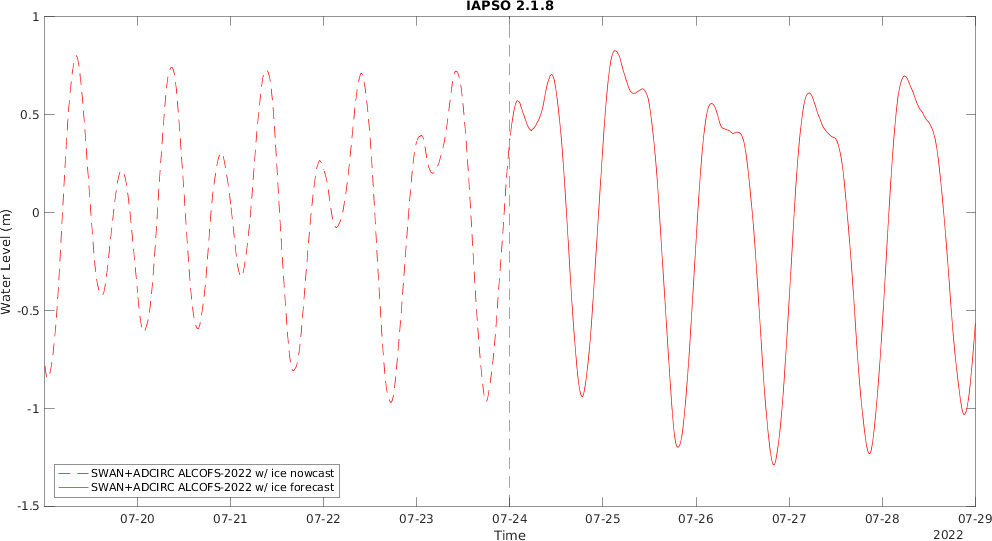 IAPSO 2.1.8
1
0.5
0
-0.5
-1
-1.5
Water Level (m)
SWAN+ADCIRC ALCOFS-2022 w/ ice nowcast
SWAN+ADCIRC ALCOFS-2022 w/ ice forecast
07-20 07-21 07-22 07-23 07-24 07-25 07-26 07-27 07-28 07-29
Time
2022